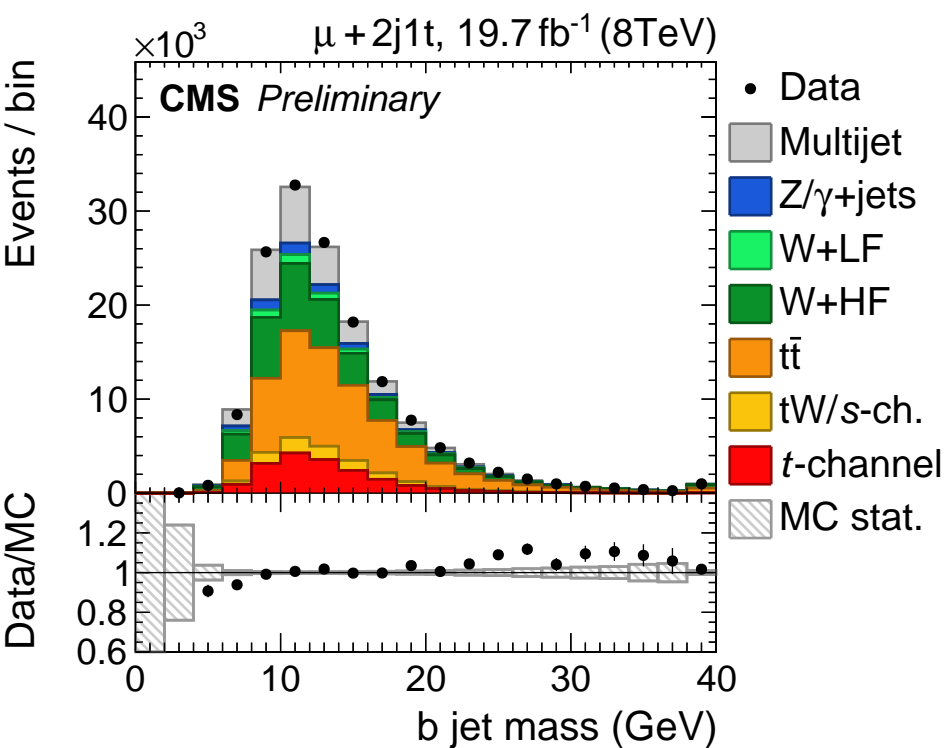 ×10³
μ + 2j1t, 19.7 fb⁻¹ (8TeV)
CMS Preliminary
Events / bin
40
30
20
10
0
Data
Multijet
Z/γ+jets
W+LF
W+HF
tt̄
tW/s-ch.
t-channel
MC stat.
Data/MC
1.2
1
0.8
0.6
0
10
20
30
40
b jet mass (GeV)